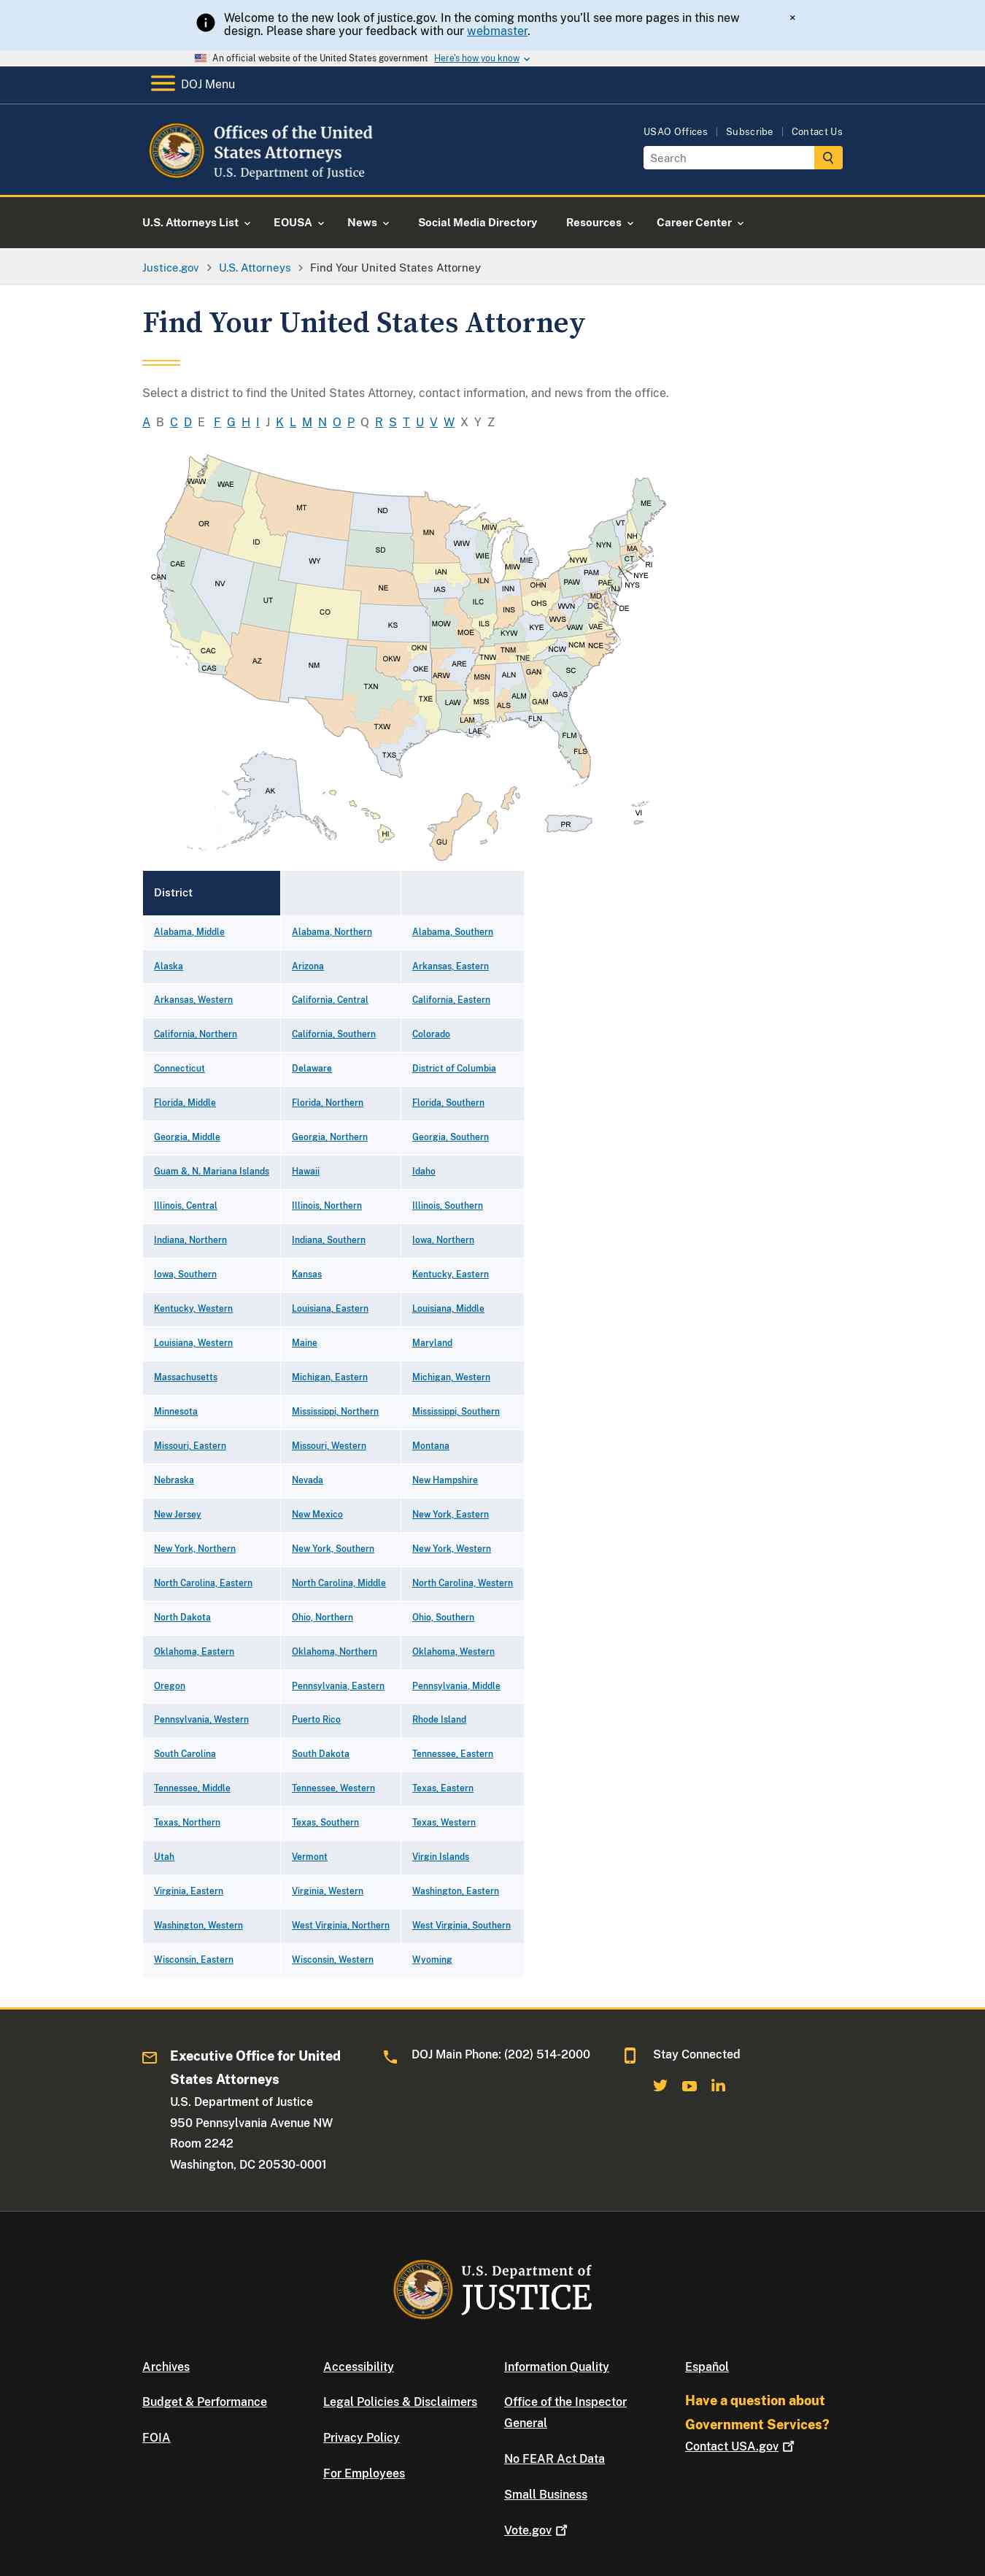 Welcome to the new look of justice.gov. In the coming months you'll see more pages in this new
design. Please share your feedback with our webmaster.
×
An official website of the United States government Here's how you know
DOJ Menu
Offices of the United
States Attorneys
U.S. Department of Justice
USAO Offices | Subscribe | Contact Us
Search
U.S. Attorneys List EOUSA News Social Media Directory Resources Career Center
Justice.gov > U.S. Attorneys > Find Your United States Attorney
Find Your United States Attorney
Select a district to find the United States Attorney, contact information, and news from the office.
A B C D E F G H I J K L M N O P Q R S T U V W X Y Z
WAW WAE MT ND MN ME
OR ID WY SD WIW WIE MIW MIE VT NH
NYN MA CT RI NYW NYE NYS
CAE CAN NV UT CO NE IAN IAS ILN MIW
INN OHN PAM PAW PAE NJ MD DC DE
KS MOW MOE ILC ILS INS OHS WVN WVS VAW VAE
KYW KYE NCW NCM NCE
CAC CAS AZ NM OKN OKW OKE ARE ARW
TNW TNM TNE SC
TXN TXE TXW TXS LAW LAM LAE MSN MSS
ALN ALM ALS GAN GAM GAS FLN FLM FLS
AK HI GU PR VI
District
Alabama, Middle Alabama, Northern Alabama, Southern
Alaska Arizona Arkansas, Eastern
Arkansas, Western California, Central California, Eastern
California, Northern California, Southern Colorado
Connecticut Delaware District of Columbia
Florida, Middle Florida, Northern Florida, Southern
Georgia, Middle Georgia, Northern Georgia, Southern
Guam &, N. Mariana Islands Hawaii Idaho
Illinois, Central Illinois, Northern Illinois, Southern
Indiana, Northern Indiana, Southern Iowa, Northern
Iowa, Southern Kansas Kentucky, Eastern
Kentucky, Western Louisiana, Eastern Louisiana, Middle
Louisiana, Western Maine Maryland
Massachusetts Michigan, Eastern Michigan, Western
Minnesota Mississippi, Northern Mississippi, Southern
Missouri, Eastern Missouri, Western Montana
Nebraska Nevada New Hampshire
New Jersey New Mexico New York, Eastern
New York, Northern New York, Southern New York, Western
North Carolina, Eastern North Carolina, Middle North Carolina, Western
North Dakota Ohio, Northern Ohio, Southern
Oklahoma, Eastern Oklahoma, Northern Oklahoma, Western
Oregon Pennsylvania, Eastern Pennsylvania, Middle
Pennsylvania, Western Puerto Rico Rhode Island
South Carolina South Dakota Tennessee, Eastern
Tennessee, Middle Tennessee, Western Texas, Eastern
Texas, Northern Texas, Southern Texas, Western
Utah Vermont Virgin Islands
Virginia, Eastern Virginia, Western Washington, Eastern
Washington, Western West Virginia, Northern West Virginia, Southern
Wisconsin, Eastern Wisconsin, Western Wyoming
Executive Office for United
States Attorneys
U.S. Department of Justice
950 Pennsylvania Avenue NW
Room 2242
Washington, DC 20530-0001
DOJ Main Phone: (202) 514-2000
Stay Connected
U.S. Department of
JUSTICE
Archives
Budget & Performance
FOIA
Accessibility
Legal Policies & Disclaimers
Privacy Policy
For Employees
Information Quality
Office of the Inspector
General
No FEAR Act Data
Small Business
Vote.gov
Español
Have a question about
Government Services?
Contact USA.gov